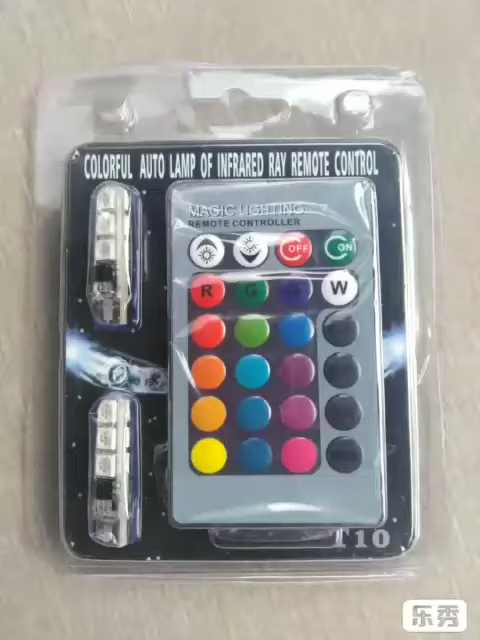 COLORFUL AUTO LAMP OF INFRARED RAY REMOTE CONTROL
MAGIC LIGHTING
REMOTE CONTROLLER
OFF
ON
R
G
W
T10
乐秀